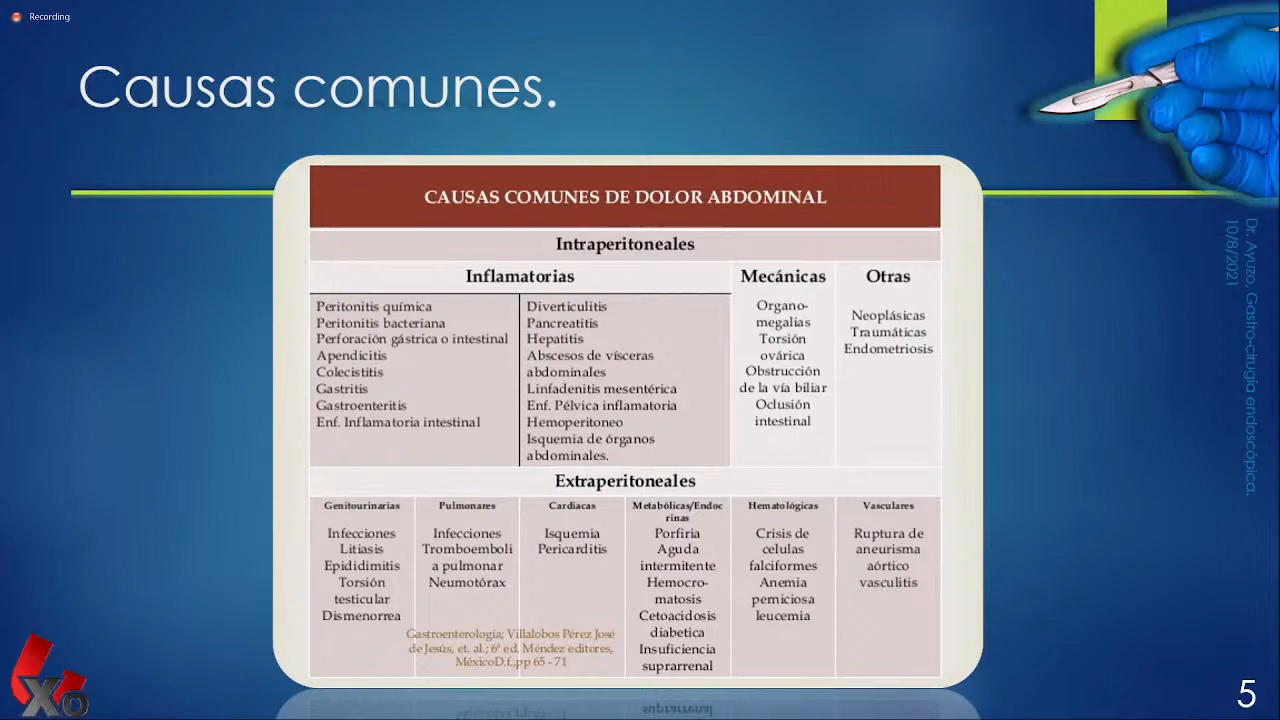 Recording
Causas comunes.
CAUSAS COMUNES DE DOLOR ABDOMINAL
Intraperitoneales
Inflamatorias
Peritonitis química
Peritonitis bacteriana
Perforación gástrica o intestinal
Apendicitis
Colecistitis
Gastritis
Gastroenteritis
Enf. Inflamatoria intestinal
Diverticulitis
Pancreatitis
Hepatitis
Abscesos de vísceras
abdominales
Linfadenitis mesentérica
Enf. Pélvica inflamatoria
Hemoperitoneo
Isquemia de órganos
abdominales.
Mecánicas
Organo-
megalias
Torsión
ovárica
Obstrucción
de la vía biliar
Oclusión
intestinal
Otras
Neoplásicas
Traumáticas
Endometriosis
Extraperitoneales
Genitourinarias
Infecciones
Litiasis
Epididimitis
Torsión
testicular
Dismenorrea
Pulmonares
Infecciones
Tromboemboli
a pulmonar
Neumotórax
Cardiacas
Isquemia
Pericarditis
Metabólicas/Endoc
rinas
Porfiria
Aguda
intermitente
Hemocro-
matosis
Cetoacidosis
diabetica
Insuficiencia
suprarrenal
Hematológicas
Crisis de
celulas
falciformes
Anemia
perniciosa
leucemia
Vasculares
Ruptura de
aneurisma
aórtico
vasculitis
Gastroenterología; Villalobos Pérez José
de Jesús, et. al.; 6ª ed. Méndez editores,
MéxicoD.f.,pp 65 - 71
Dr. Ayuzo, Gastro-cirugía endoscópica.
10/8/2021
Xo
5